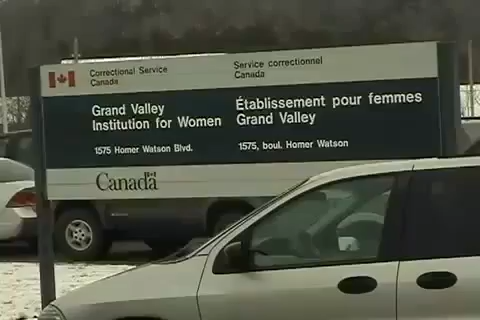 Correctional Service
Canada
Service correctionnel
Canada
Grand Valley
Institution for Women
Établissement pour femmes
Grand Valley
1575 Homer Watson Blvd.
1575, boul. Homer Watson
Canada